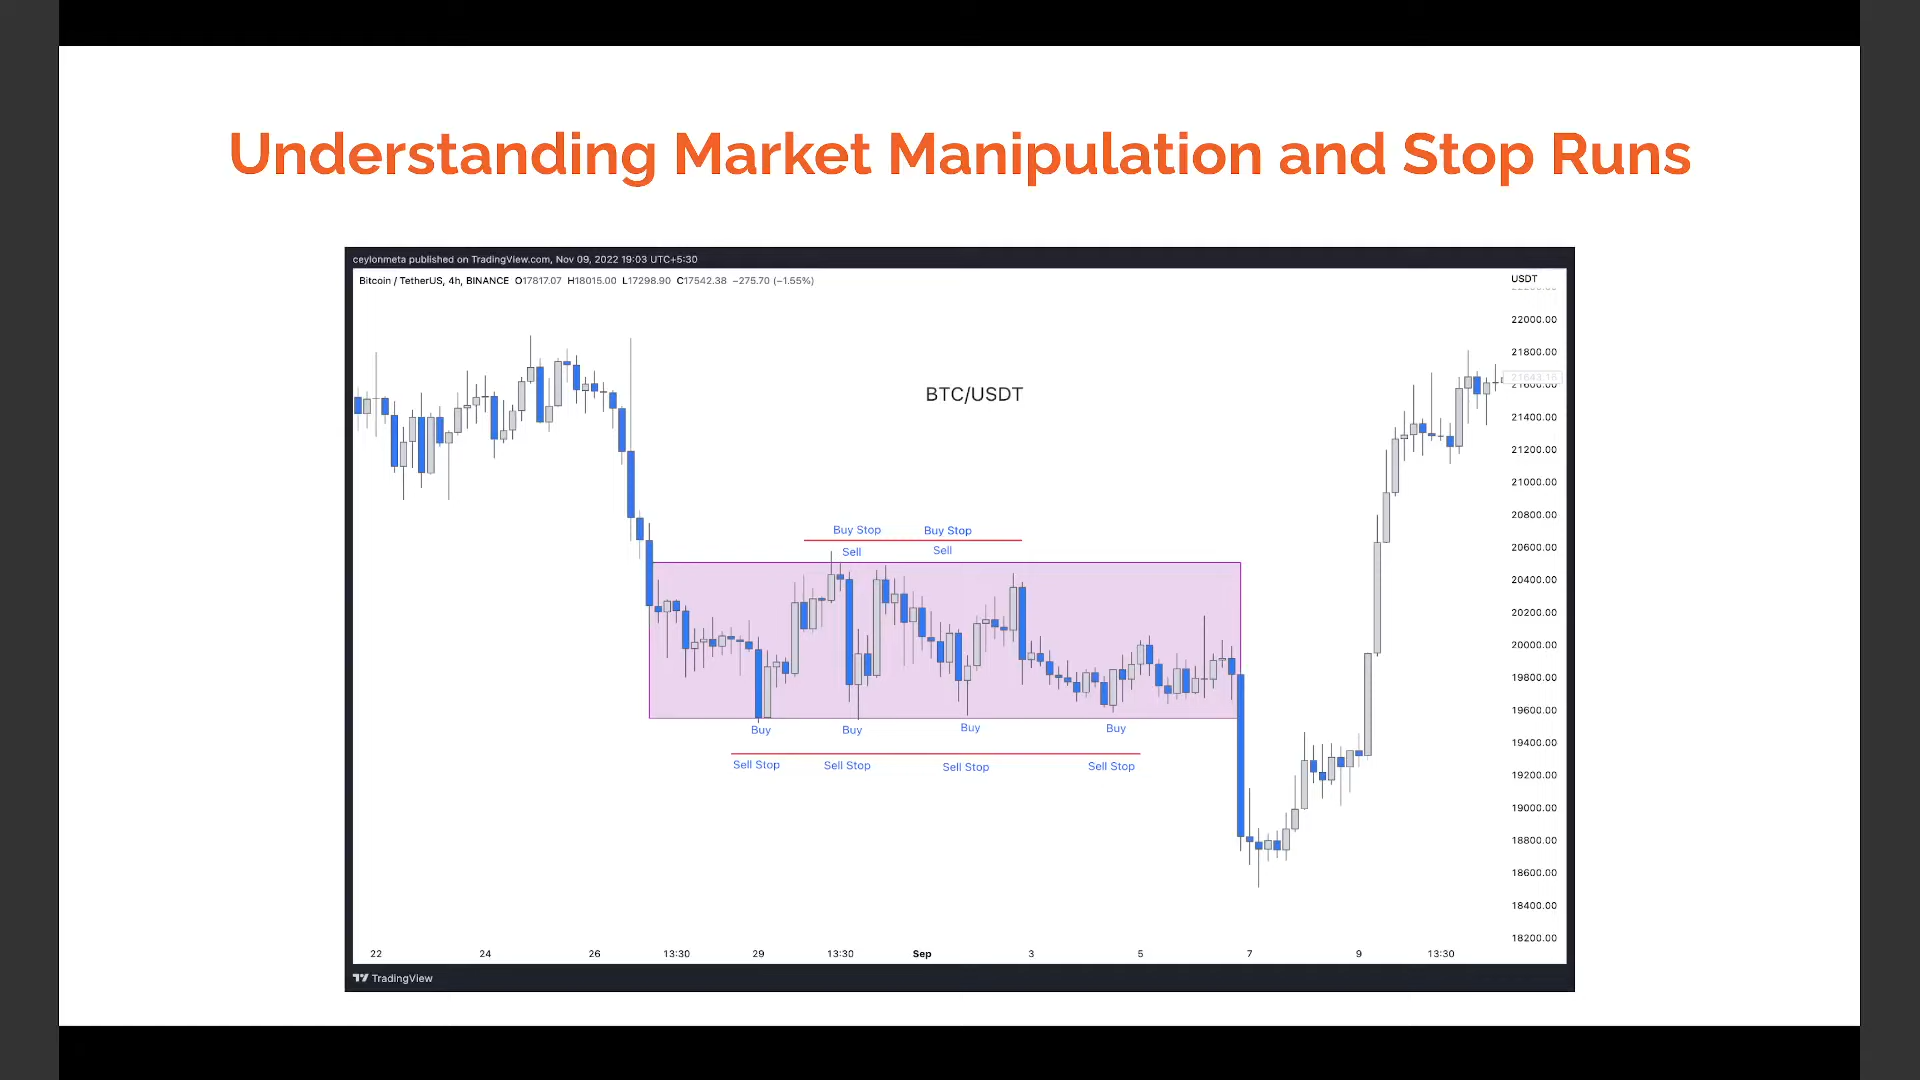 Understanding Market Manipulation and Stop Runs
ceylonmeta published on TradingView.com, Nov 09, 2022 19:03 UTC+5:30
Bitcoin / TetherUS, 4h, BINANCE O17817.07 H18015.00 L17298.90 C17542.38 −275.70 (−1.55%)
USDT
22000.00
21800.00
21643.16
21600.00
21400.00
21200.00
21000.00
20800.00
20600.00
20400.00
20200.00
20000.00
19800.00
19600.00
19400.00
19200.00
19000.00
18800.00
18600.00
18400.00
18200.00
BTC/USDT
Buy Stop Buy Stop
Sell Sell
Buy Buy Buy Buy
Sell Stop Sell Stop Sell Stop Sell Stop
22 24 26 13:30 29 13:30 Sep 3 5 7 9 13:30
TradingView